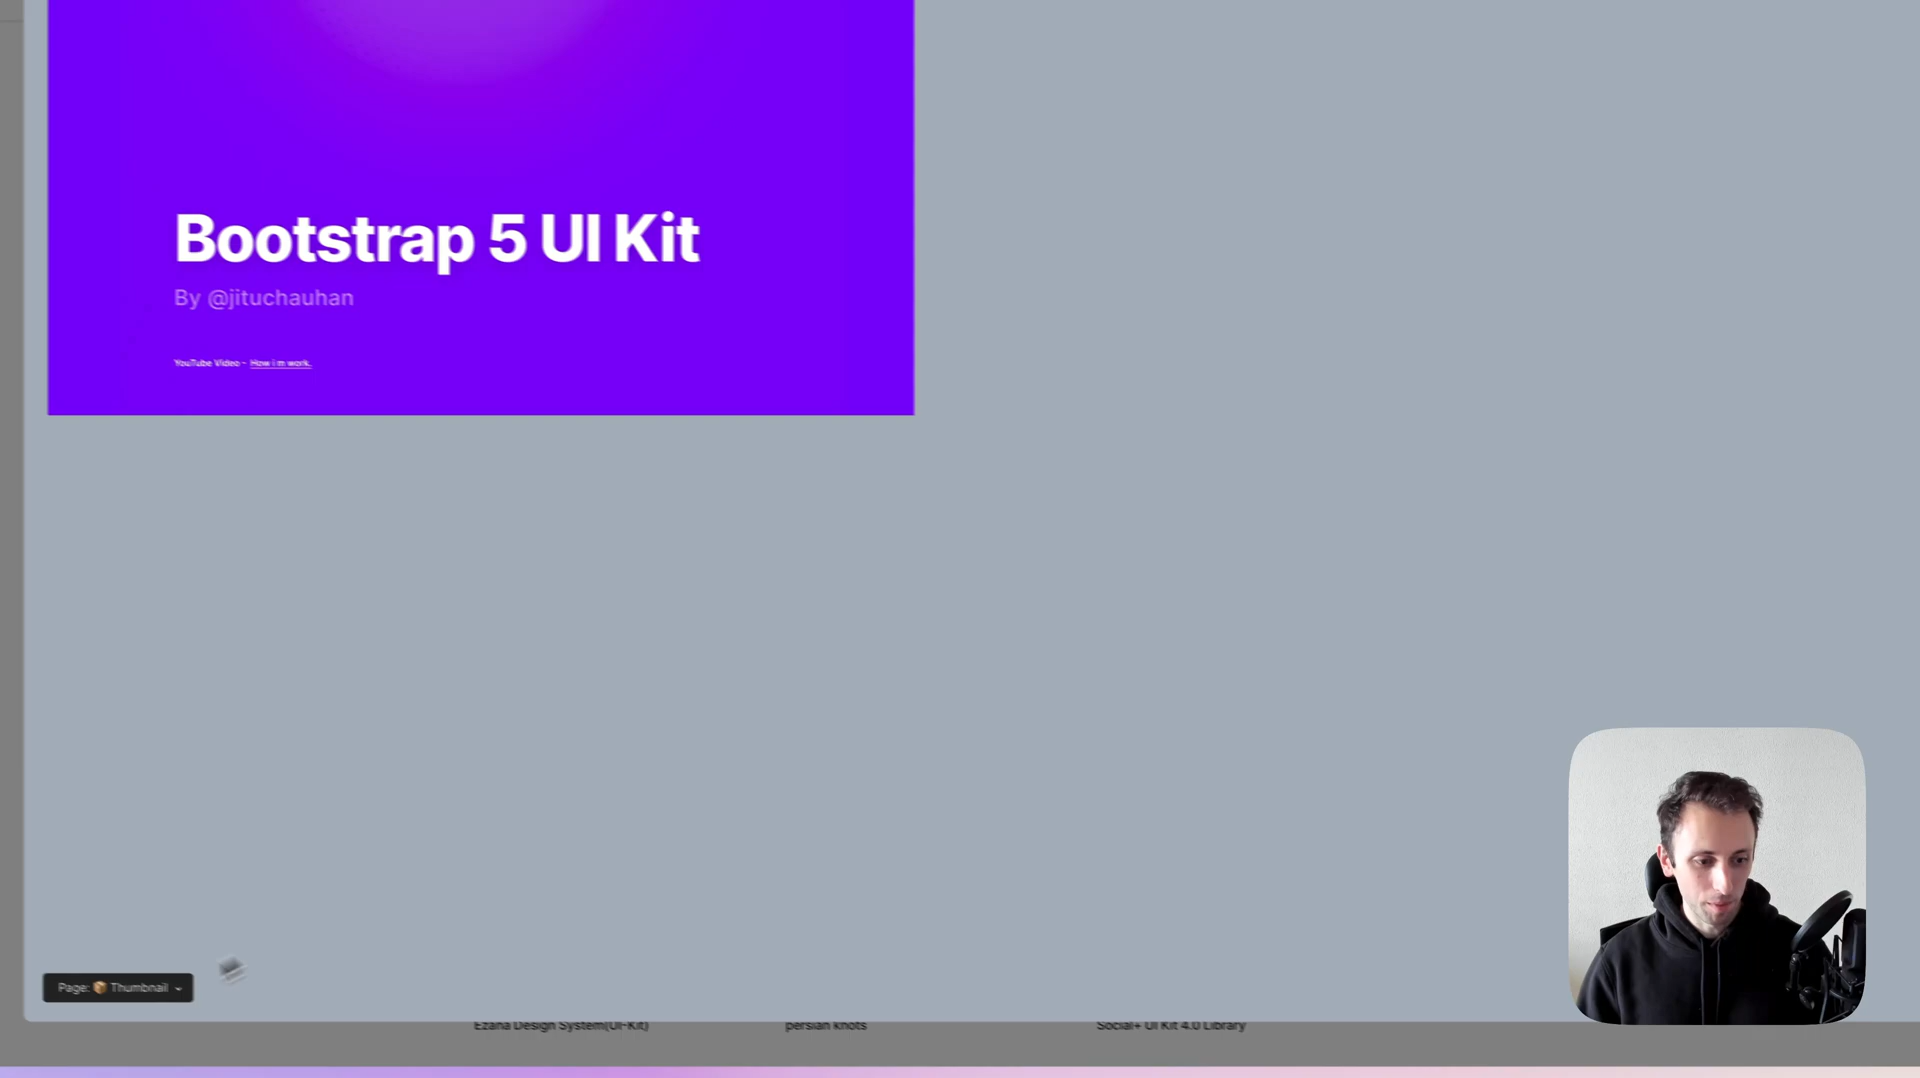 Bootstrap 5 UI Kit
By @jituchauhan
YouTube Video - How i m work.
Page: 📦 Thumbnail
Ezana Design System(UI-Kit)
persian knots
Social+ UI Kit 4.0 Library